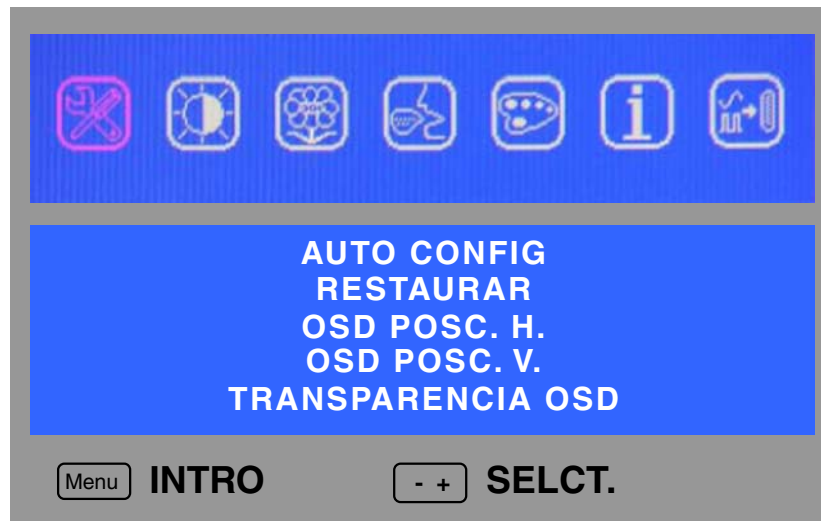 AUTO CONFIG
RESTAURAR
OSD POSC. H.
OSD POSC. V.
TRANSPARENCIA OSD
Menu INTRO - + SELCT.